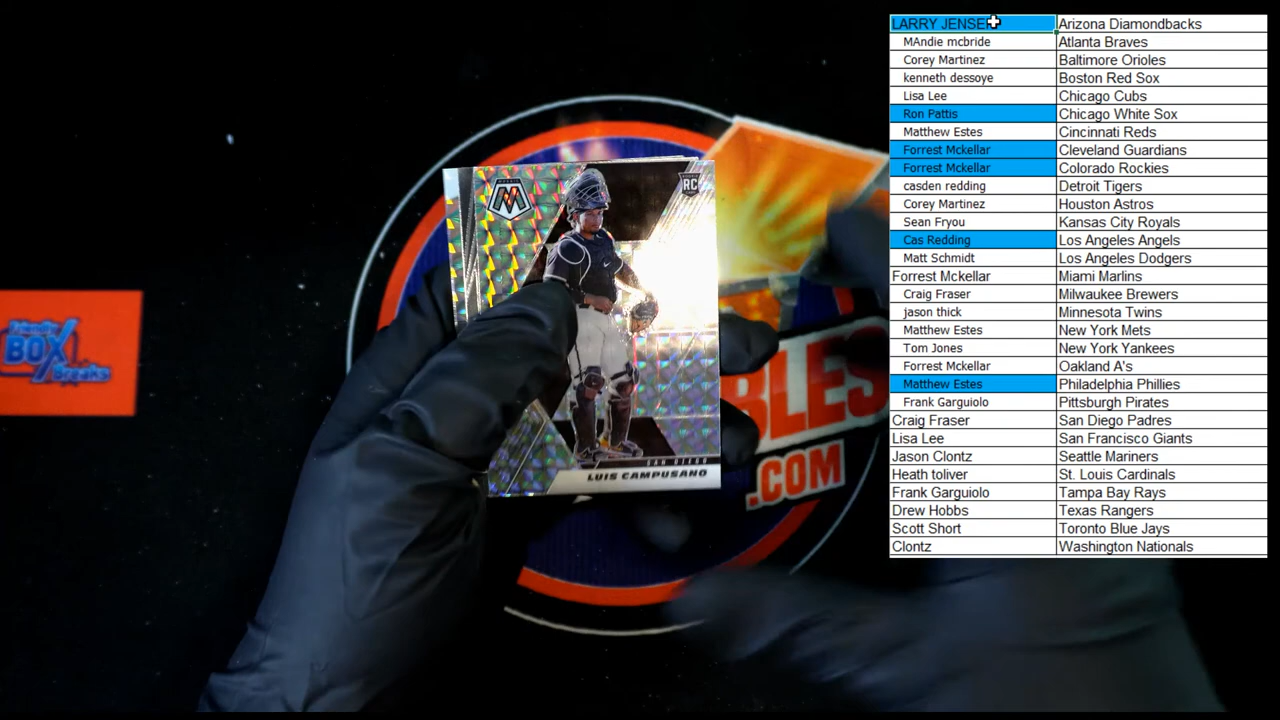 LARRY JENSE Arizona Diamondbacks
MAndie mcbride Atlanta Braves
Corey Martinez Baltimore Orioles
kenneth dessoye Boston Red Sox
Lisa Lee Chicago Cubs
Ron Pattis Chicago White Sox
Matthew Estes Cincinnati Reds
Forrest Mckellar Cleveland Guardians
Forrest Mckellar Colorado Rockies
casden redding Detroit Tigers
Corey Martinez Houston Astros
Sean Fryou Kansas City Royals
Cas Redding Los Angeles Angels
Matt Schmidt Los Angeles Dodgers
Forrest Mckellar Miami Marlins
Craig Fraser Milwaukee Brewers
jason thick Minnesota Twins
Matthew Estes New York Mets
Tom Jones New York Yankees
Forrest Mckellar Oakland A's
Matthew Estes Philadelphia Phillies
Frank Garguiolo Pittsburgh Pirates
Craig Fraser San Diego Padres
Lisa Lee San Francisco Giants
Jason Clontz Seattle Mariners
Heath toliver St. Louis Cardinals
Frank Garguiolo Tampa Bay Rays
Drew Hobbs Texas Rangers
Scott Short Toronto Blue Jays
Clontz Washington Nationals
M
RC
SAN DIEGO
LUIS CAMPUSANO
Friendly
BOX
Breaks
BLES
.COM